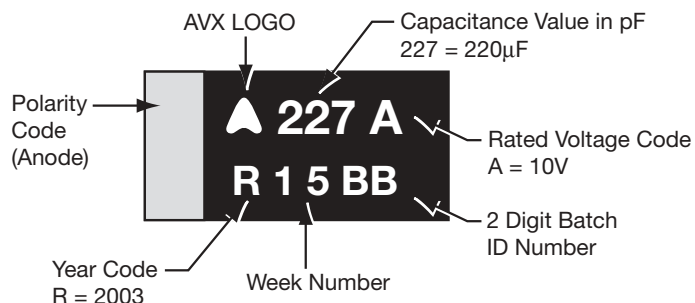 AVX LOGO
Capacitance Value in pF
227 = 220μF
Polarity
Code
(Anode)
227 A
Rated Voltage Code
A = 10V
R 1 5 BB
2 Digit Batch
ID Number
Year Code
R = 2003
Week Number